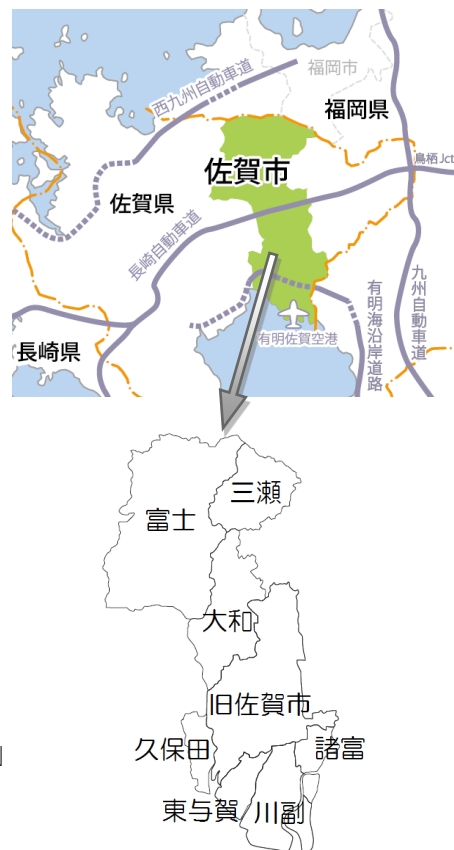 西九州自動車道
福岡市
福岡県
鳥栖Jct
佐賀市
佐賀県
長崎自動車道
九州自動車道
有明海沿岸道路
有明佐賀空港
長崎県
三瀬
富士
大和
旧佐賀市
久保田
諸富
東与賀
川副